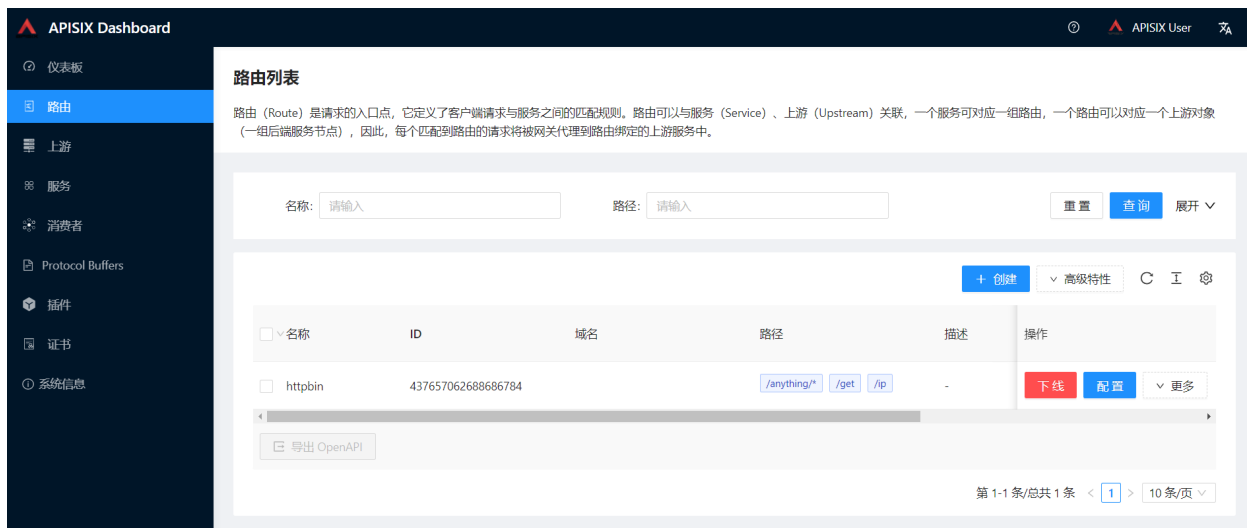 APISIX Dashboard
APISIX User
仪表板
路由
上游
服务
消费者
Protocol Buffers
插件
证书
系统信息
路由列表
路由（Route）是请求的入口点，它定义了客户端请求与服务之间的匹配规则。路由可以与服务（Service）、上游（Upstream）关联，一个服务可对应一组路由，一个路由可以对应一个上游对象
（一组后端服务节点），因此，每个匹配到路由的请求将被网关代理到路由绑定的上游服务中。
名称: 请输入 路径: 请输入 重置 查询 展开
+ 创建 高级特性
名称 ID 域名 路径 描述 操作
httpbin 437657062688686784 /anything/* /get /ip - 下线 配置 更多
导出 OpenAPI
第 1-1 条/总共 1 条 < 1 > 10 条/页